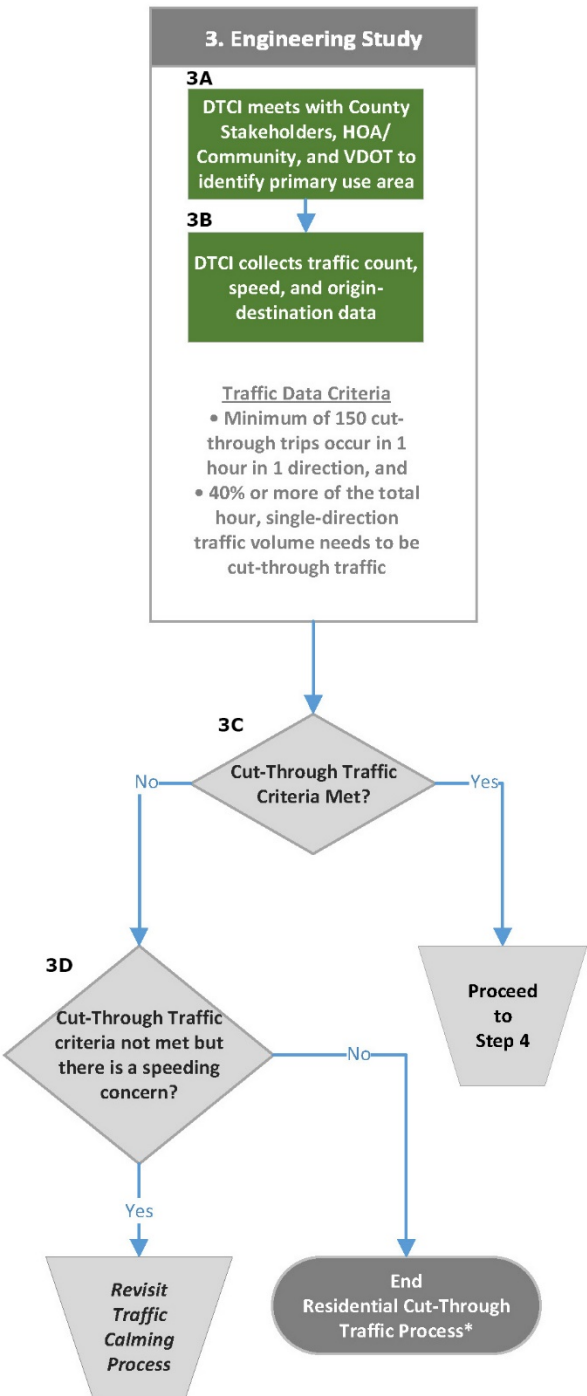 3. Engineering Study
3A
DTCI meets with County
Stakeholders, HOA/
Community, and VDOT to
identify primary use area
3B
DTCI collects traffic count,
speed, and origin-
destination data
Traffic Data Criteria
• Minimum of 150 cut-
through trips occur in 1
hour in 1 direction, and
• 40% or more of the total
hour, single-direction
traffic volume needs to be
cut-through traffic
3C
Cut-Through Traffic
Criteria Met?
No
Yes
3D
Cut-Through Traffic
criteria not met but
there is a speeding
concern?
Proceed
to
Step 4
No
Yes
Revisit
Traffic
Calming
Process
End
Residential Cut-Through
Traffic Process*